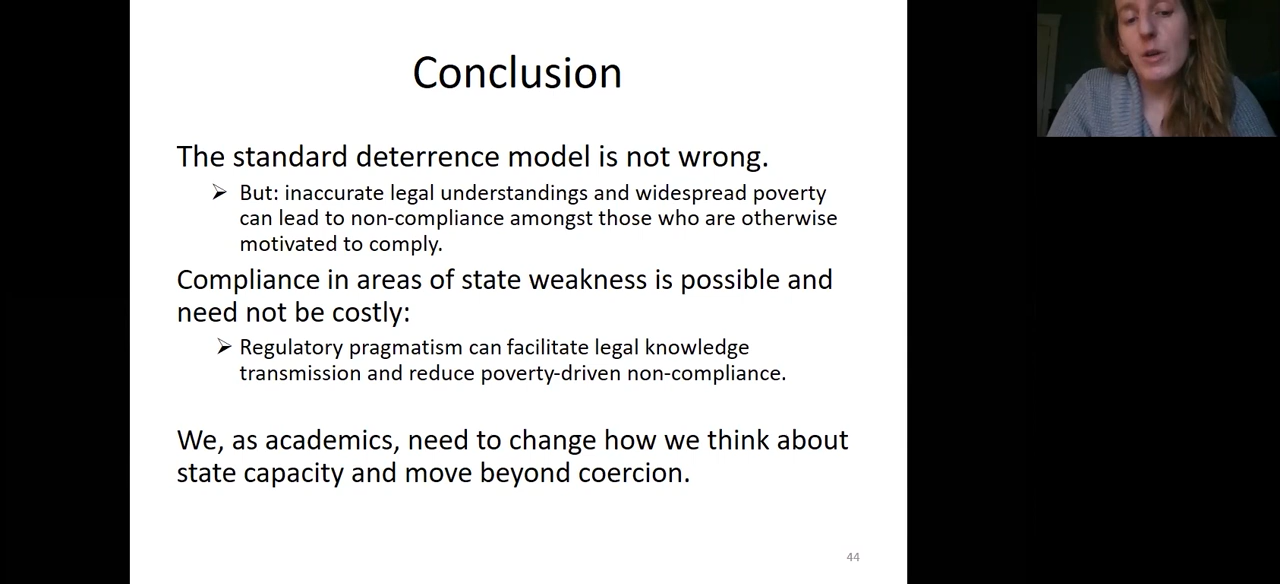 Conclusion
The standard deterrence model is not wrong.
➢ But: inaccurate legal understandings and widespread poverty
can lead to non-compliance amongst those who are otherwise
motivated to comply.
Compliance in areas of state weakness is possible and
need not be costly:
➢ Regulatory pragmatism can facilitate legal knowledge
transmission and reduce poverty-driven non-compliance.
We, as academics, need to change how we think about
state capacity and move beyond coercion.
44